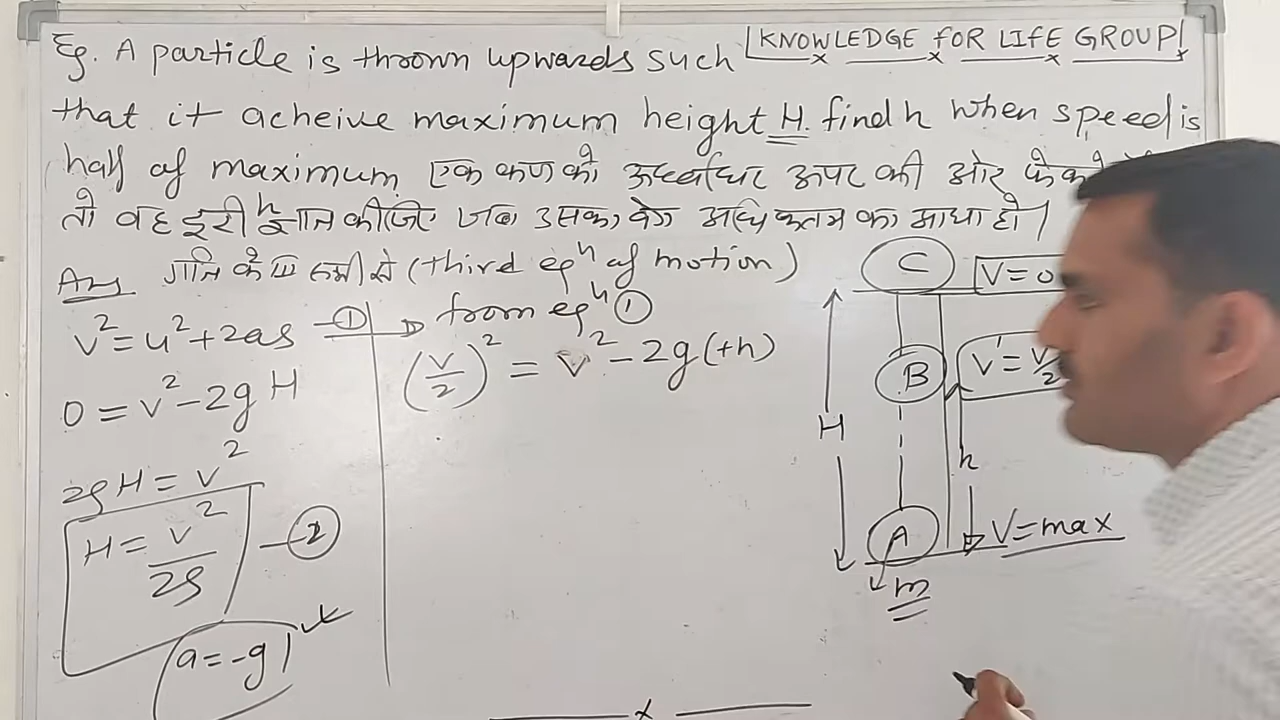 Eg. A particle is thrown upwards such
KNOWLEDGE FOR LIFE GROUP
that it acheive maximum height H. find h when speed is
half of maximum एक कण को ऊर्ध्वाधर ऊपर की ओर
तो वह दूरी h ज्ञात कीजिए जब उसका वेग अधिकतम का आधा हो।
Ans गति के III समी से (third eqⁿ of motion)
v² = u² + 2as —①
0 = v² - 2gH
2gH = v²
H = v²/2g —②
a = -g
from eqⁿ ①
(v/2)² = v² - 2g(+h)
C
V = 0
B
V' = V/2
H
h
A
V = max
m